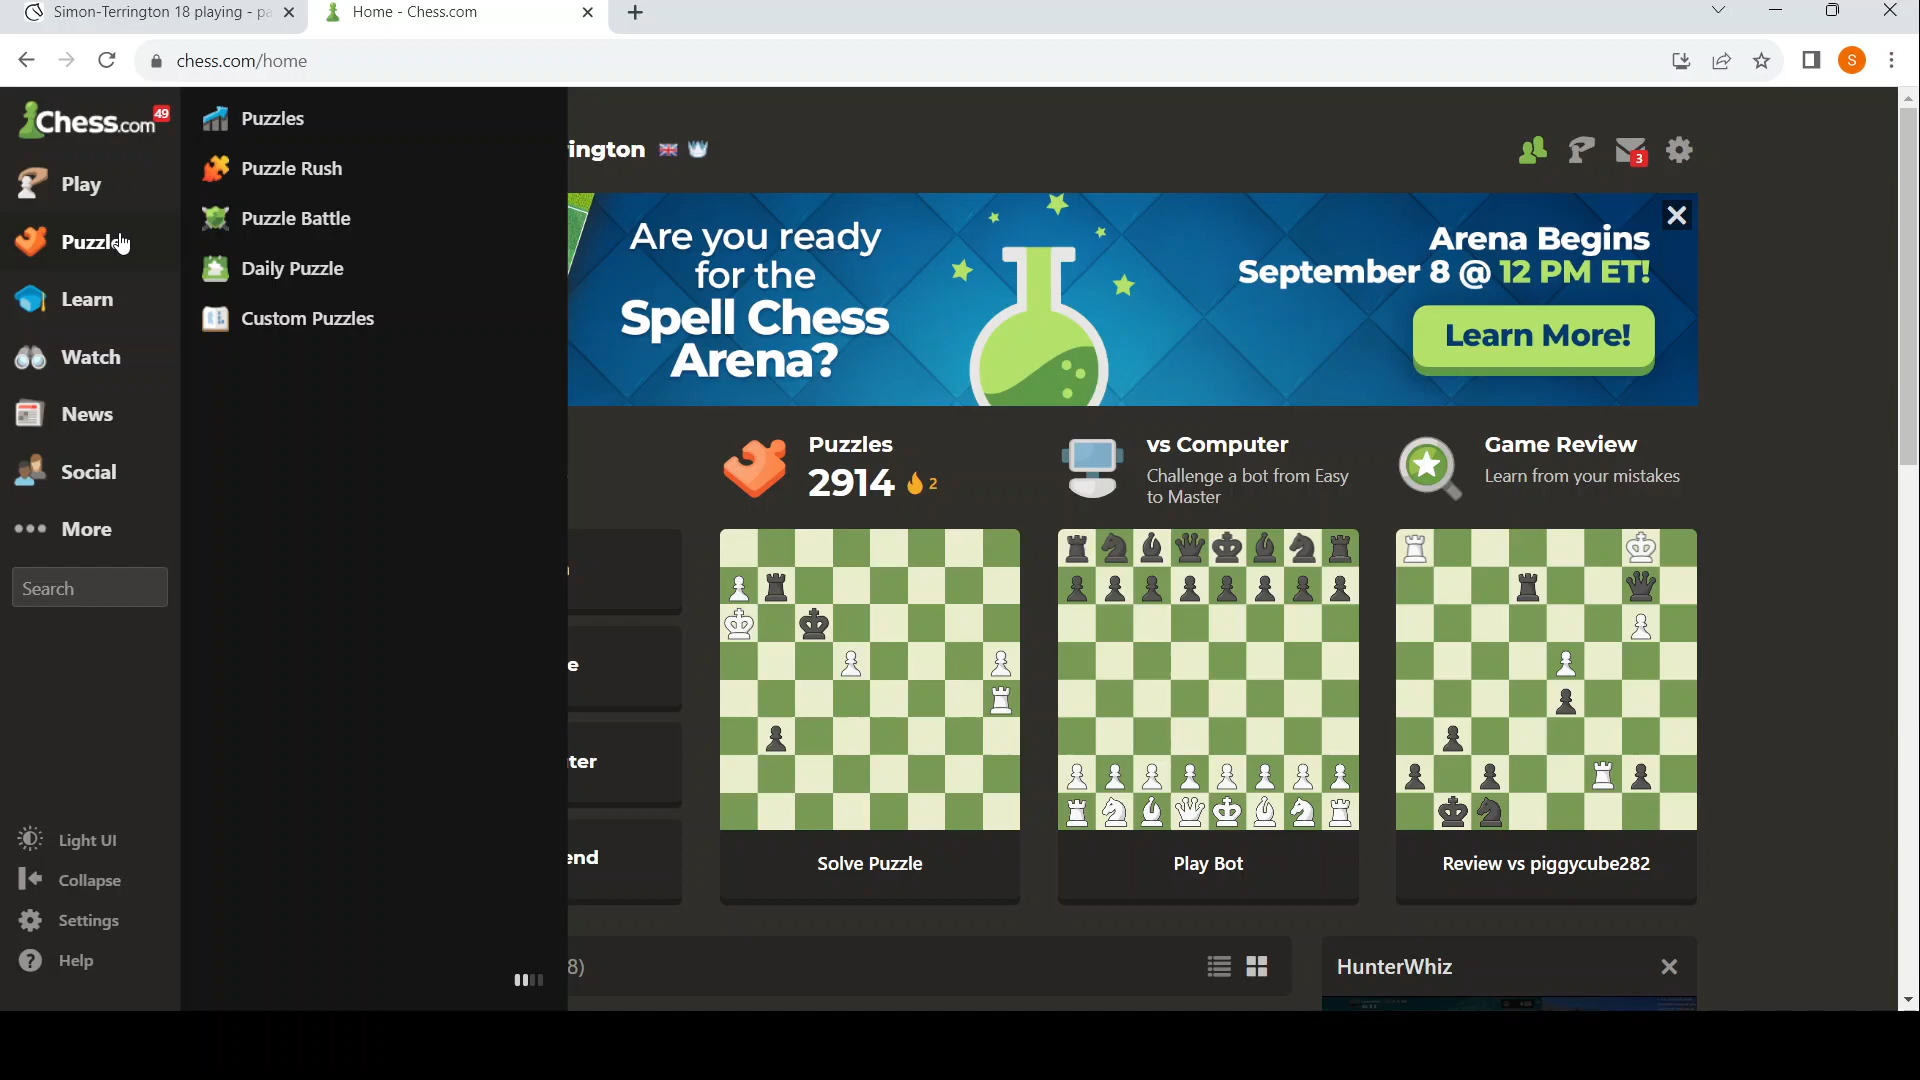 Simon-Terrington 18 playing - pa
Home - Chess.com
chess.com/home
S
Chess.com
49
Play
Puzzle
Learn
Watch
News
Social
More
Search
Light UI
Collapse
Settings
Help
Puzzles
Puzzle Rush
Puzzle Battle
Daily Puzzle
Custom Puzzles
ington
3
Are you ready
for the
Spell Chess
Arena?
Arena Begins
September 8 @ 12 PM ET!
Learn More!
Puzzles
2914
2
vs Computer
Challenge a bot from Easy
to Master
Game Review
Learn from your mistakes
e
ter
end
Solve Puzzle
Play Bot
Review vs piggycube282
8)
HunterWhiz